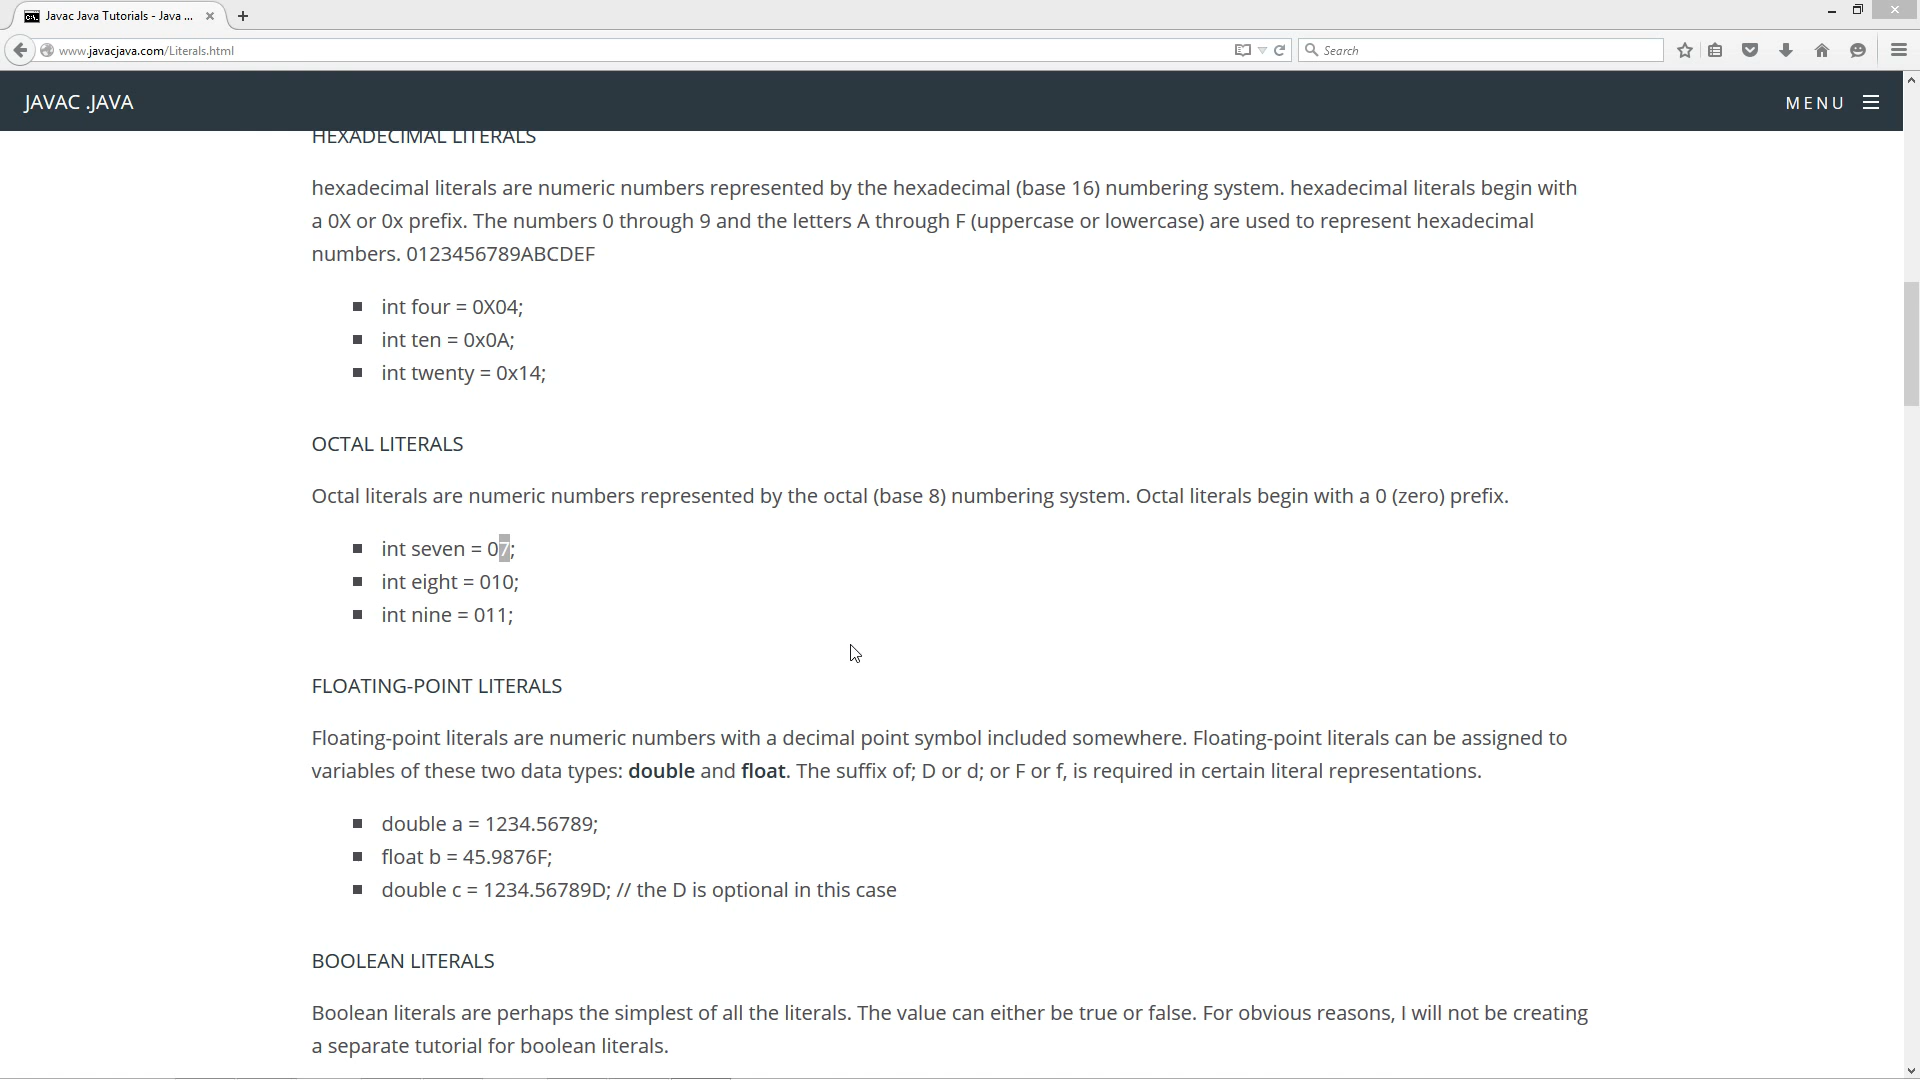 Javac Java Tutorials - Java ...
www.javacjava.com/Literals.html
Search
JAVAC .JAVA
MENU
HEXADECIMAL LITERALS
hexadecimal literals are numeric numbers represented by the hexadecimal (base 16) numbering system. hexadecimal literals begin with
a 0X or 0x prefix. The numbers 0 through 9 and the letters A through F (uppercase or lowercase) are used to represent hexadecimal
numbers. 0123456789ABCDEF
int four = 0X04;
int ten = 0x0A;
int twenty = 0x14;
OCTAL LITERALS
Octal literals are numeric numbers represented by the octal (base 8) numbering system. Octal literals begin with a 0 (zero) prefix.
int seven = 07;
int eight = 010;
int nine = 011;
FLOATING-POINT LITERALS
Floating-point literals are numeric numbers with a decimal point symbol included somewhere. Floating-point literals can be assigned to
variables of these two data types: double and float. The suffix of; D or d; or F or f, is required in certain literal representations.
double a = 1234.56789;
float b = 45.9876F;
double c = 1234.56789D; // the D is optional in this case
BOOLEAN LITERALS
Boolean literals are perhaps the simplest of all the literals. The value can either be true or false. For obvious reasons, I will not be creating
a separate tutorial for boolean literals.